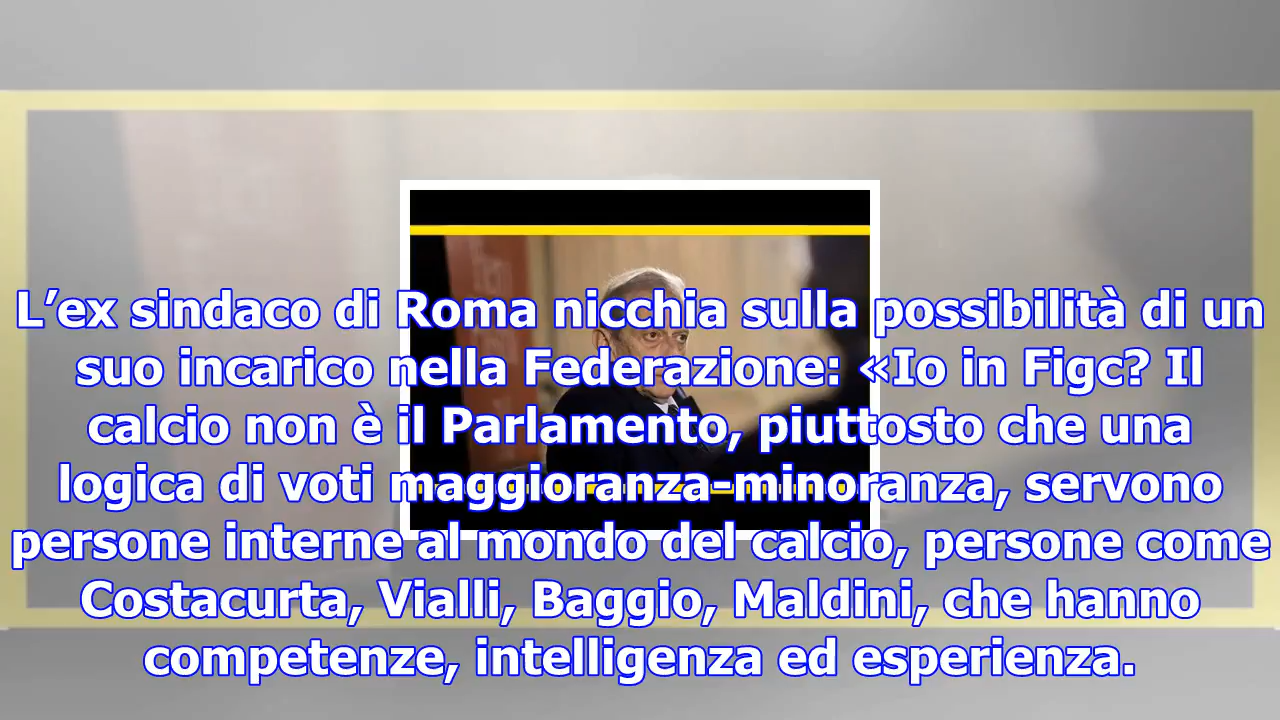 L’ex sindaco di Roma nicchia sulla possibilità di un
suo incarico nella Federazione: «Io in Figc? Il
calcio non è il Parlamento, piuttosto che una
logica di voti maggioranza-minoranza, servono
persone interne al mondo del calcio, persone come
Costacurta, Vialli, Baggio, Maldini, che hanno
competenze, intelligenza ed esperienza.